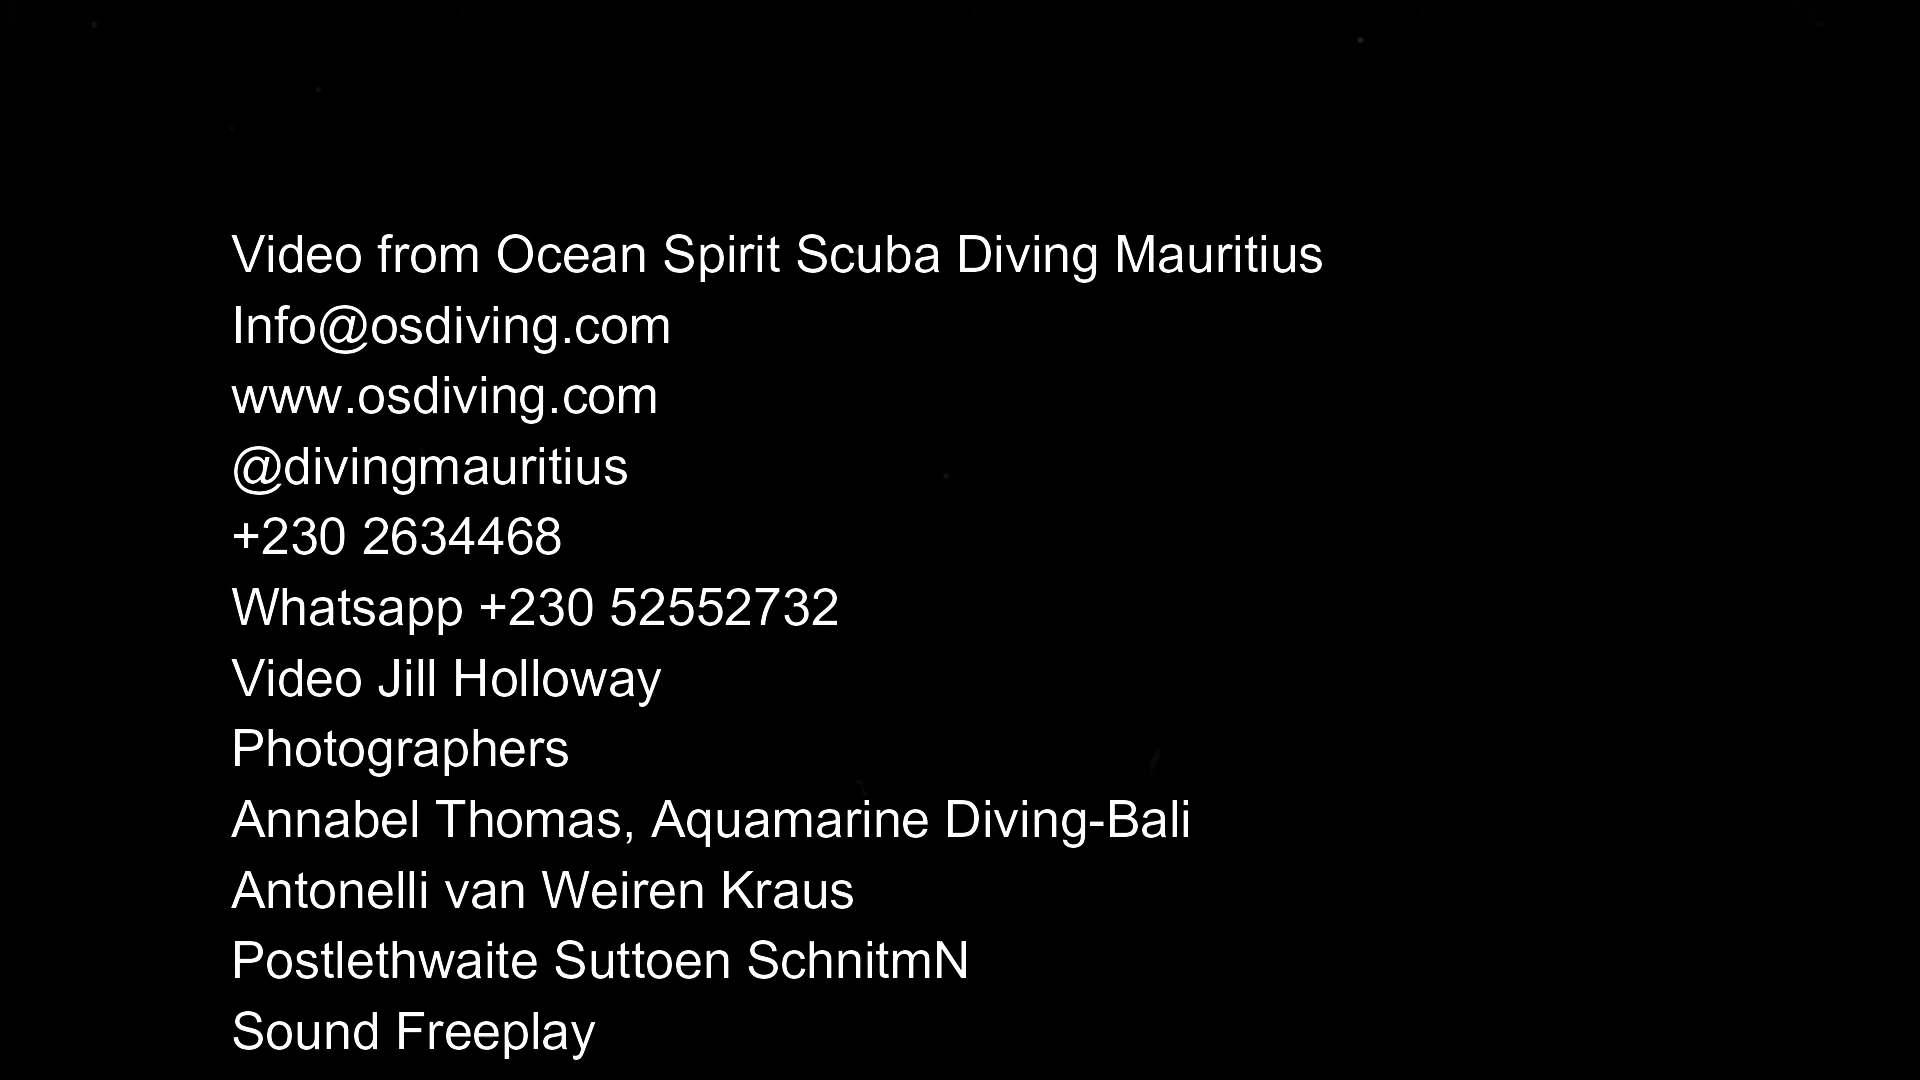 Video from Ocean Spirit Scuba Diving Mauritius
Info@osdiving.com
www.osdiving.com
@divingmauritius
+230 2634468
Whatsapp +230 52552732
Video Jill Holloway
Photographers
Annabel Thomas, Aquamarine Diving-Bali
Antonelli van Weiren Kraus
Postlethwaite Suttoen SchnitmN
Sound Freeplay